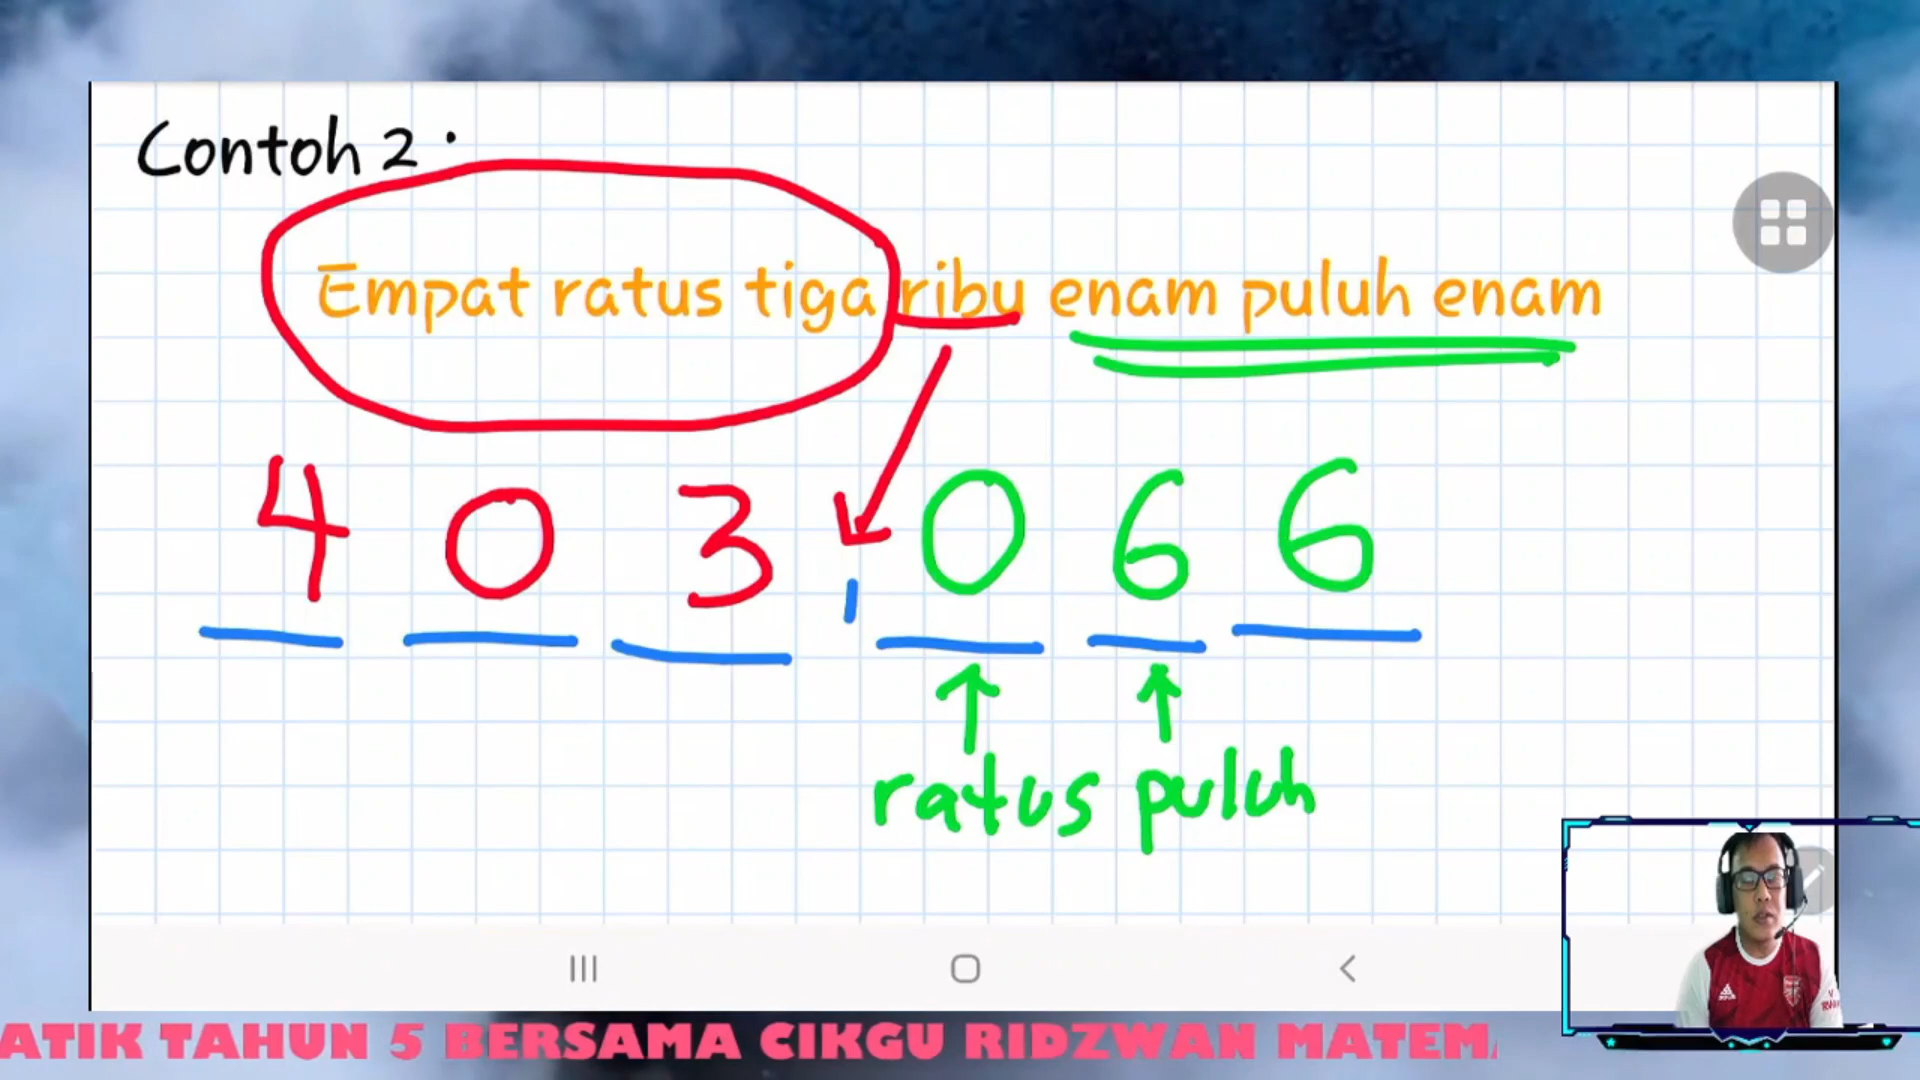 Contoh 2 :
Empat ratus tiga ribu enam puluh enam
4 0 3 , 0 6 6
ratus puluh
ATIK TAHUN 5 BERSAMA CIKGU RIDZWAN MATEM